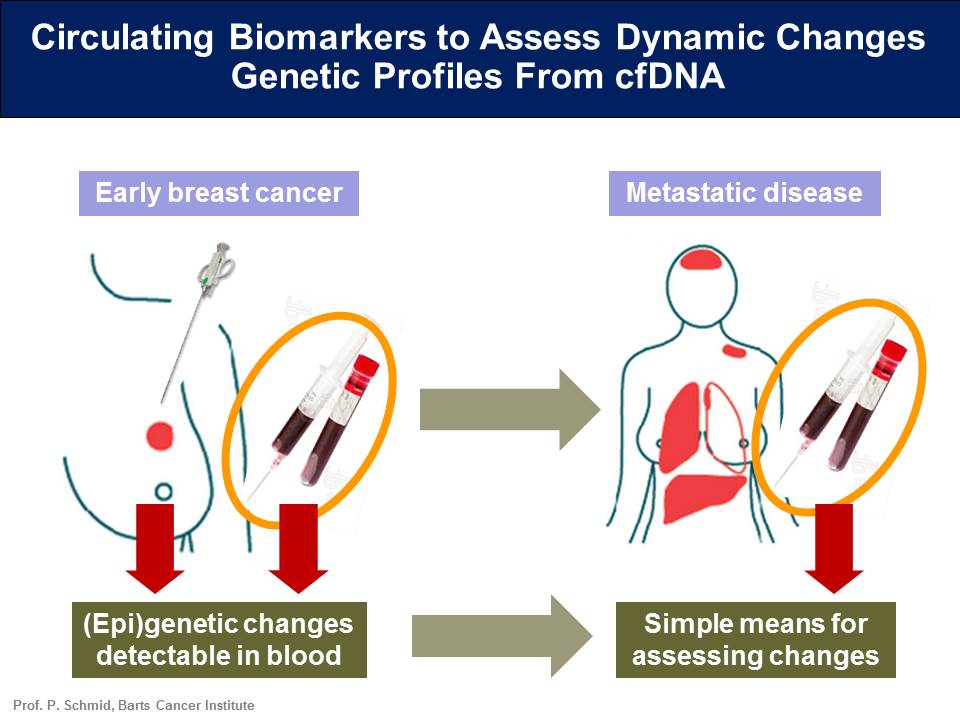 Circulating Biomarkers to Assess Dynamic Changes
Genetic Profiles From cfDNA
Early breast cancer
Metastatic disease
(Epi)genetic changes
detectable in blood
Simple means for
assessing changes
Prof. P. Schmid, Barts Cancer Institute